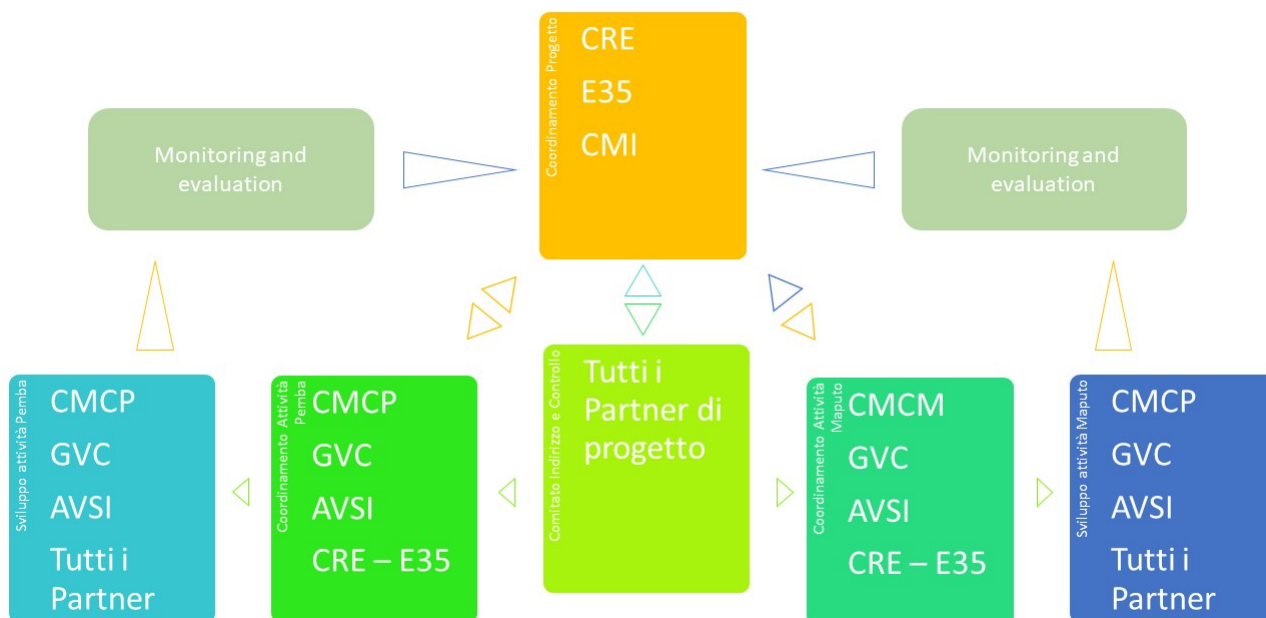 Coordinamento Progetto
CRE
E35
CMI
Monitoring and
evaluation
Monitoring and
evaluation
Sviluppo attività Pemba
CMCP
GVC
AVSI
Tutti i
Partner
Coordinamento Attività
Pemba
CMCP
GVC
AVSI
CRE – E35
Comitato Indirizzo e Controllo
Tutti i
Partner di
progetto
Coordinamento Attività
Maputo
CMCM
GVC
AVSI
CRE – E35
Sviluppo attività Maputo
CMCP
GVC
AVSI
Tutti i
Partner